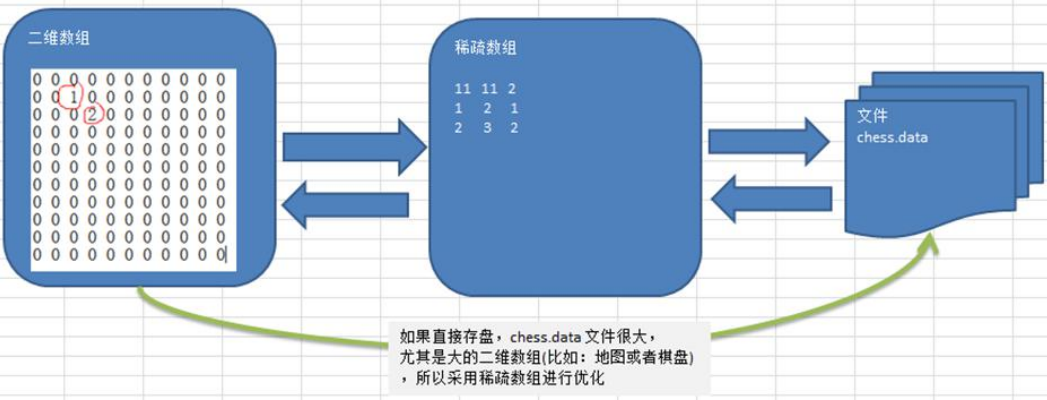 二维数组
0 0 0 0 0 0 0 0 0 0 0
0 0 1 0 0 0 0 0 0 0 0
0 0 0 2 0 0 0 0 0 0 0
0 0 0 0 0 0 0 0 0 0 0
0 0 0 0 0 0 0 0 0 0 0
0 0 0 0 0 0 0 0 0 0 0
0 0 0 0 0 0 0 0 0 0 0
0 0 0 0 0 0 0 0 0 0 0
0 0 0 0 0 0 0 0 0 0 0
0 0 0 0 0 0 0 0 0 0 0
0 0 0 0 0 0 0 0 0 0 0
稀疏数组
11 11 2
1 2 1
2 3 2
文件
chess.data
如果直接存盘，chess.data 文件很大，
尤其是大的二维数组(比如：地图或者棋盘)
，所以采用稀疏数组进行优化